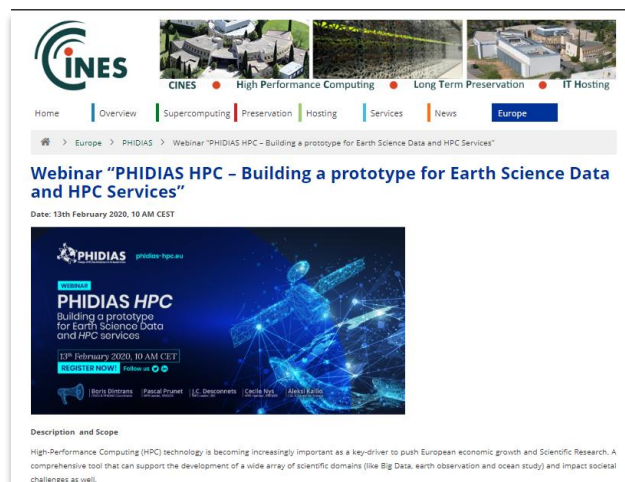 CINES
CINES High Performance Computing Long Term Preservation IT Hosting
Home Overview Supercomputing Preservation Hosting Services News Europe
> Europe > PHIDIAS > Webinar "PHIDIAS HPC – Building a prototype for Earth Science Data and HPC Services"
Webinar “PHIDIAS HPC – Building a prototype for Earth Science Data
and HPC Services”
Date: 13th February 2020, 10 AM CEST
PHIDIAS phidias-hpc.eu
WEBINAR
PHIDIAS HPC
Building a prototype
for Earth Science Data
and HPC services
13th February 2020, 10 AM CET
REGISTER NOW! Follow us
Boris Dintrans Pascal Prunet J.C. Desconnets Cecile Nys Aleksi Kallio
Description and Scope
High-Performance Computing (HPC) technology is becoming increasingly important as a key-driver to push European economic growth and Scientific Research. A
comprehensive tool that can support the development of a wide array of scientific domains (like Big Data, earth observation and ocean study) and impact societal
challenges as well.